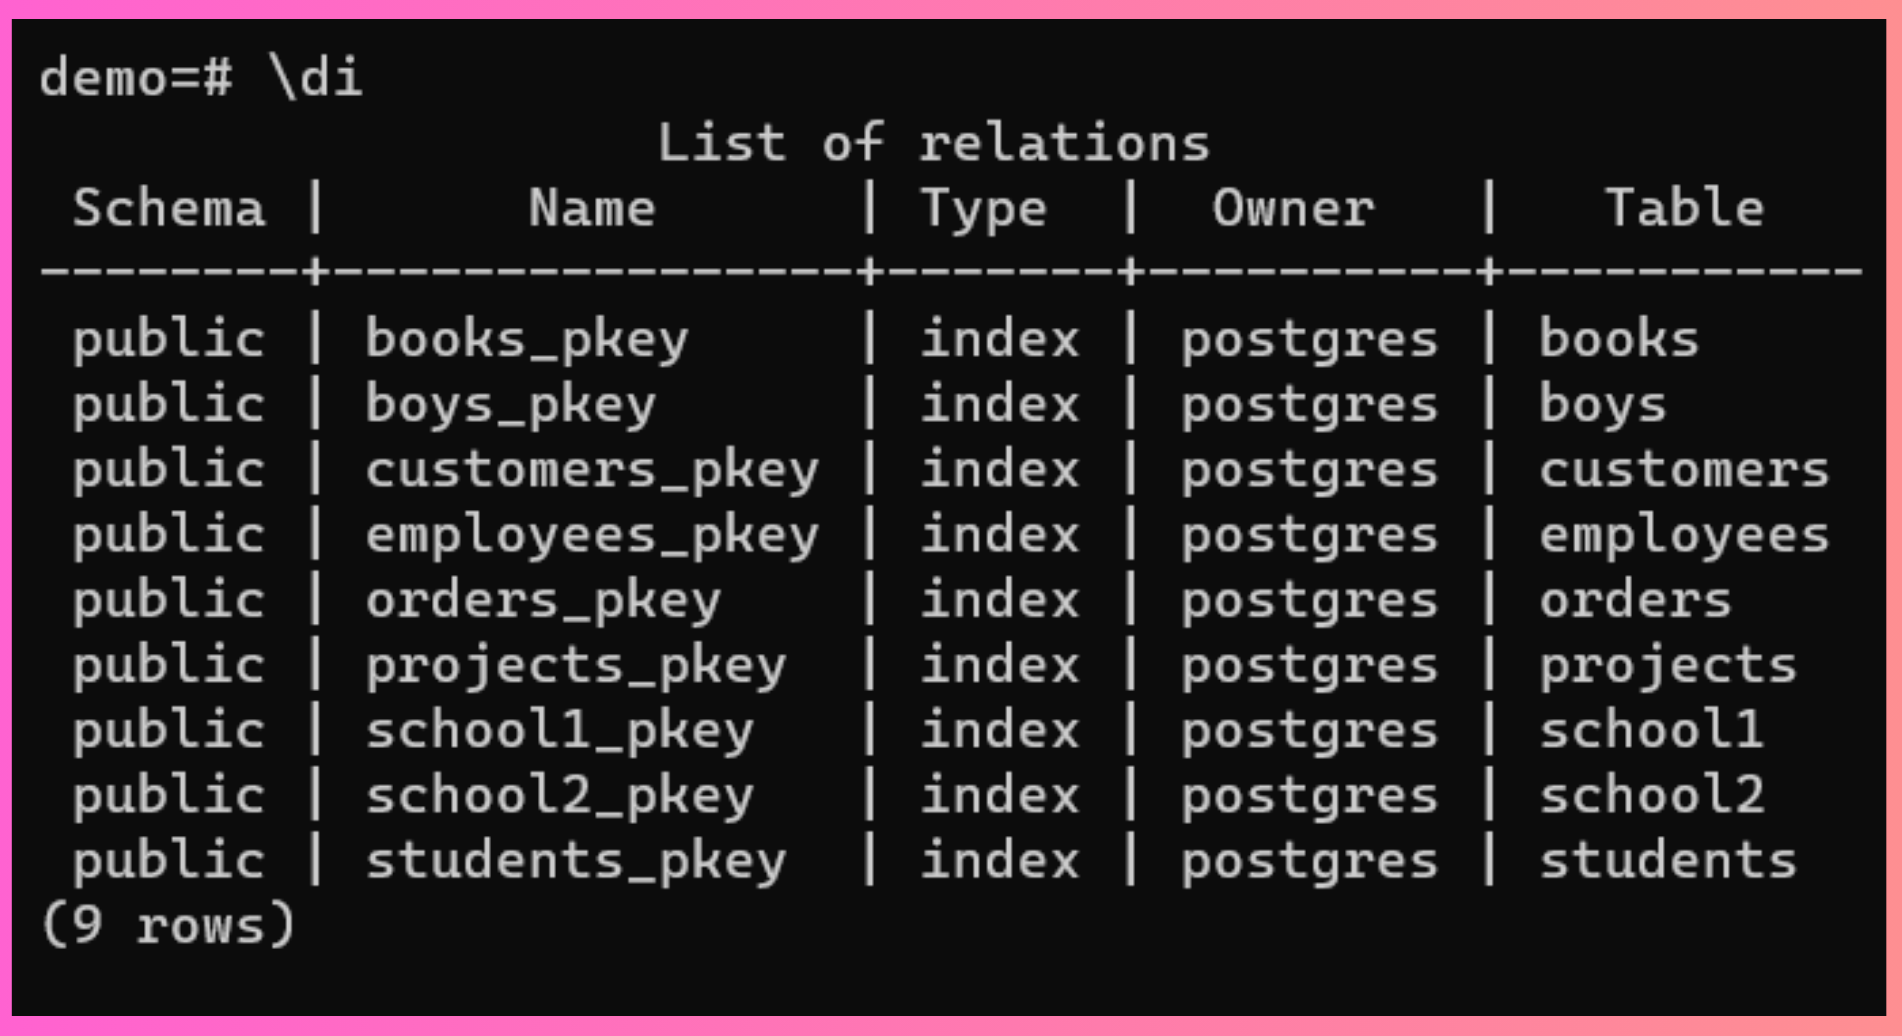 demo=# \di
                   List of relations
 Schema |      Name      | Type  |  Owner   |   Table
--------+----------------+-------+----------+-----------
 public | books_pkey     | index | postgres | books
 public | boys_pkey      | index | postgres | boys
 public | customers_pkey | index | postgres | customers
 public | employees_pkey | index | postgres | employees
 public | orders_pkey    | index | postgres | orders
 public | projects_pkey  | index | postgres | projects
 public | school1_pkey   | index | postgres | school1
 public | school2_pkey   | index | postgres | school2
 public | students_pkey  | index | postgres | students
(9 rows)